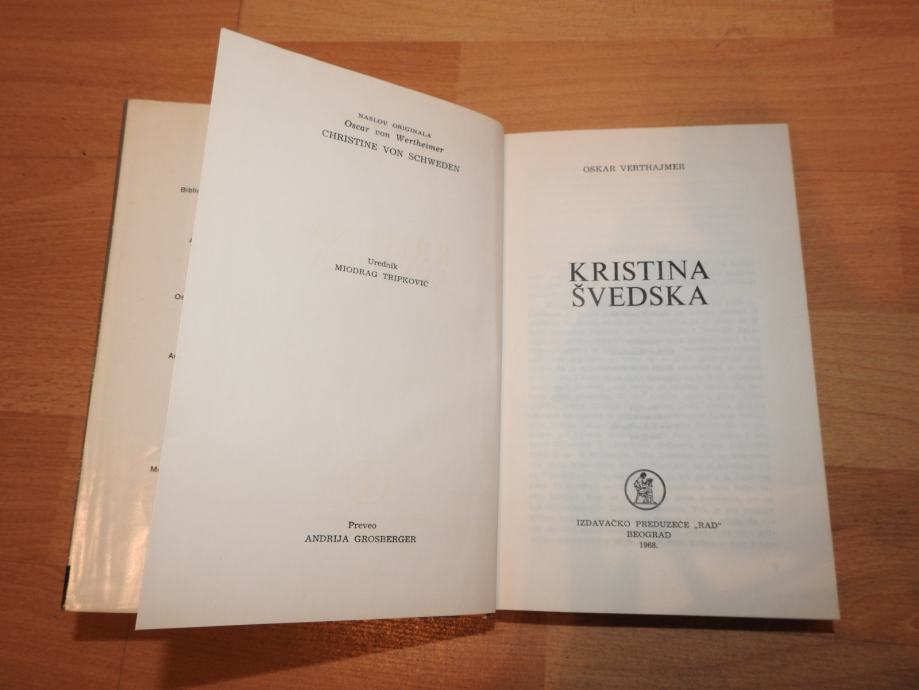 NASLOV ORIGINALA
Oscar von Wertheimer
CHRISTINE VON SCHWEDEN
Urednik
MIODRAG TRIPKOVIĆ
Preveo
ANDRIJA GROSBERGER
OSKAR VERTHAJMER
KRISTINA
ŠVEDSKA
IZDAVAČKO PREDUZEĆE „RAD“
BEOGRAD
1968.